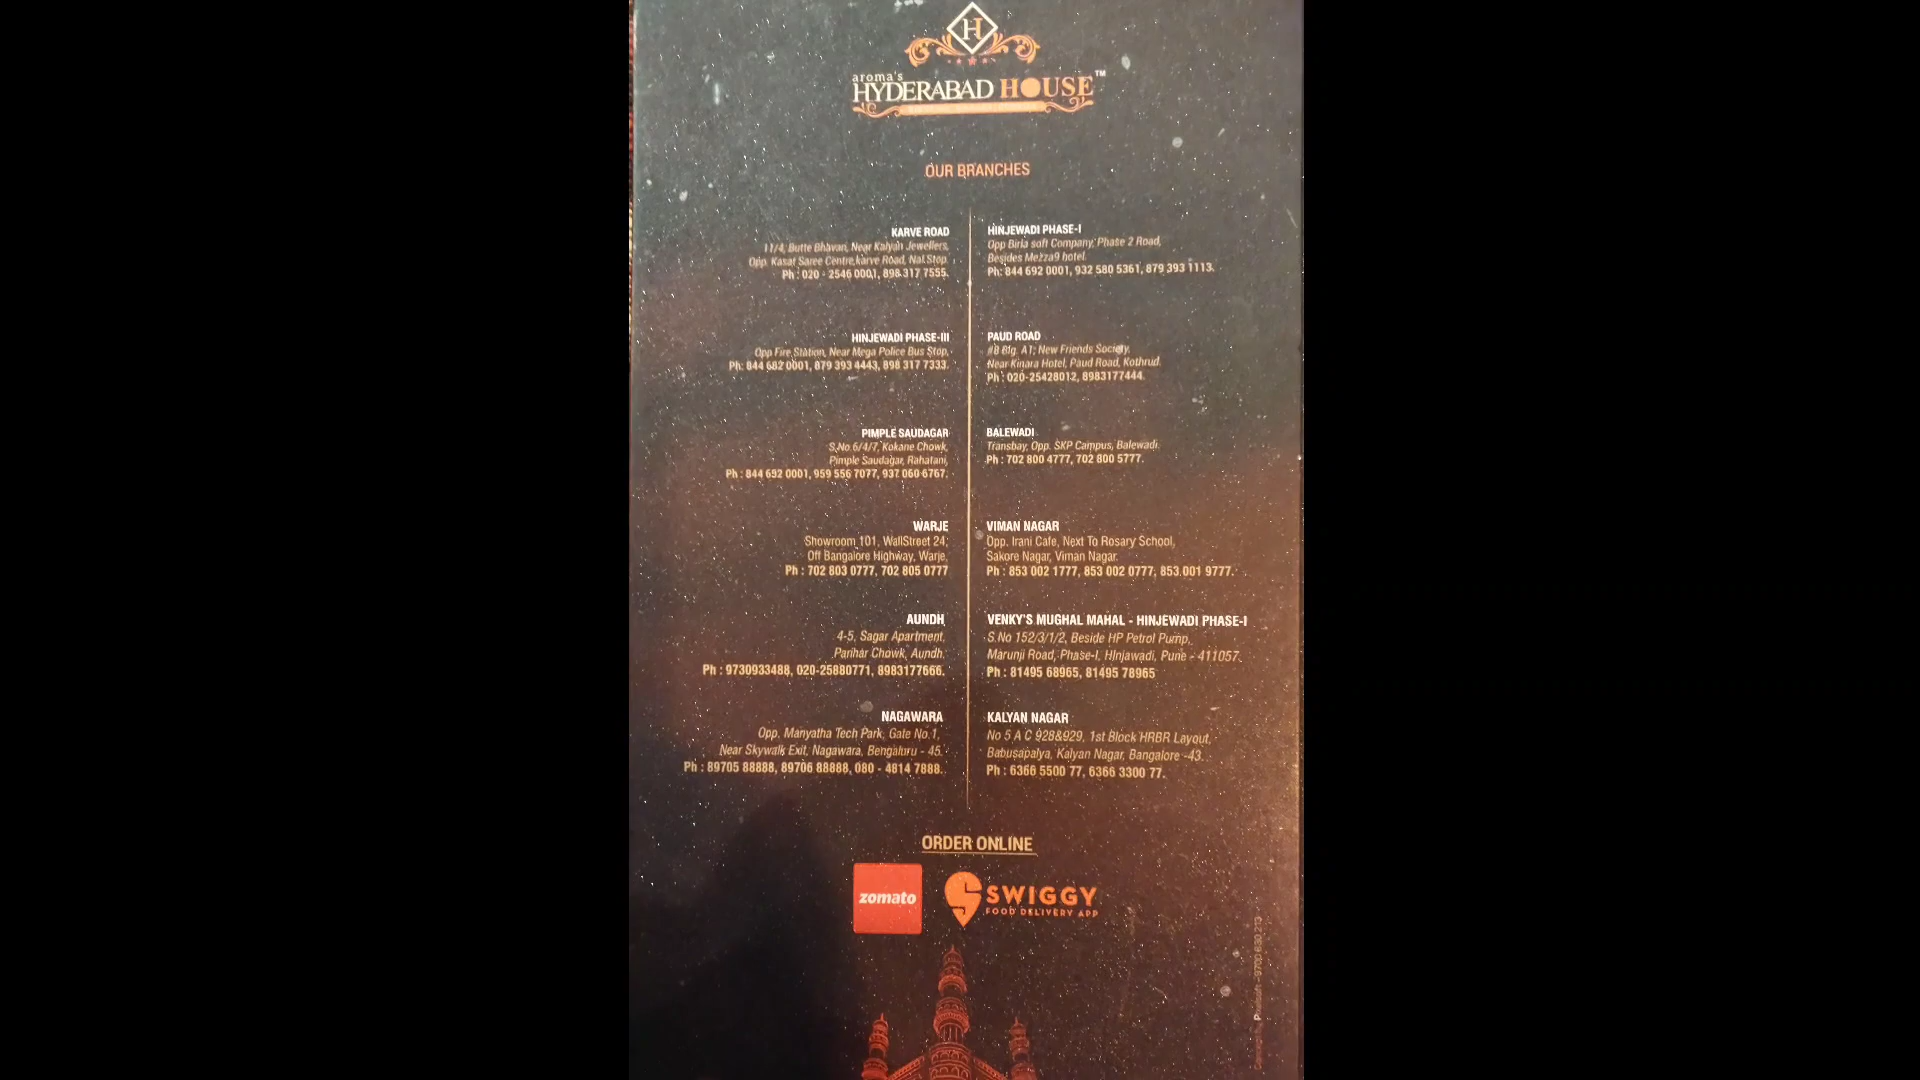 H
aroma's
HYDERABAD HOUSE™
OUR BRANCHES
KARVE ROAD
11/4, Butte Bhavan, Near Kalyan Jewellers,
Opp. Kasat Saree Centre,karve Road, Nal Stop.
Ph : 020 - 2546 0001, 898 317 7555.
HINJEWADI PHASE-III
Opp Fire Station, Near Mega Police Bus Stop,
Ph: 844 682 0001, 879 393 4443, 898 317 7333.
PIMPLE SAUDAGAR
S.No.6/4/7, Kokane Chowk,
Pimple Saudagar, Rahatani,
Ph : 844 692 0001, 959 556 7077, 937 060 6767.
WARJE
Showroom 101, WallStreet 24,
Off Bangalore Highway, Warje,
Ph : 702 803 0777, 702 805 0777
AUNDH
4-5, Sagar Apartment,
Parihar Chowk, Aundh.
Ph : 9730933488, 020-25880771, 8983177666.
NAGAWARA
Opp. Manyatha Tech Park, Gate No.1,
Near Skywalk Exit, Nagawara, Bengaluru - 45.
Ph : 89705 88888, 89706 88888, 080 - 4814 7888.
HINJEWADI PHASE-I
Opp Birla soft Company, Phase 2 Road,
Besides Mezza9 hotel.
Ph: 844 692 0001, 932 580 5361, 879 393 1113.
PAUD ROAD
#8 Blg. A1, New Friends Society.
Near Kinara Hotel, Paud Road, Kothrud.
Ph : 020-25428012, 8983177444.
BALEWADI
Transbay, Opp. SKP Campus, Balewadi.
Ph : 702 800 4777, 702 800 5777.
VIMAN NAGAR
Opp. Irani Cafe, Next To Rosary School,
Sakore Nagar, Viman Nagar.
Ph : 853 002 1777, 853 002 0777, 853 001 9777.
VENKY'S MUGHAL MAHAL - HINJEWADI PHASE-I
S.No 152/3/1/2, Beside HP Petrol Pump,
Marunji Road, Phase-I, HInjawadi, Pune - 411057.
Ph : 81495 68965, 81495 78965
KALYAN NAGAR
No 5 A C 928&929, 1st Block HRBR Layout,
Babusapalya, Kalyan Nagar, Bangalore -43.
Ph : 6366 5500 77, 6366 3300 77.
ORDER ONLINE
zomato
SWIGGY
FOOD DELIVERY APP